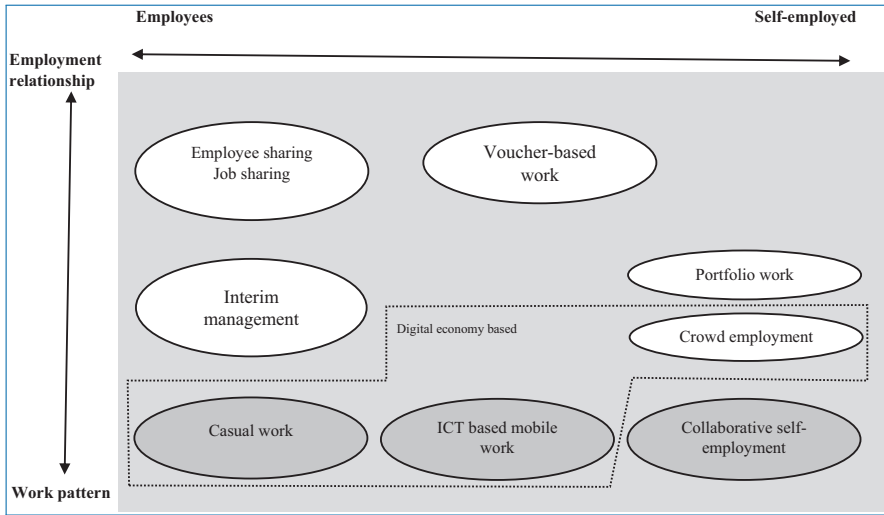 Employees
Self-employed
Employment
relationship
Employee sharing
Job sharing
Voucher-based
work
Interim
management
Portfolio work
Digital economy based
Crowd employment
Casual work
ICT based mobile
work
Collaborative self-
employment
Work pattern